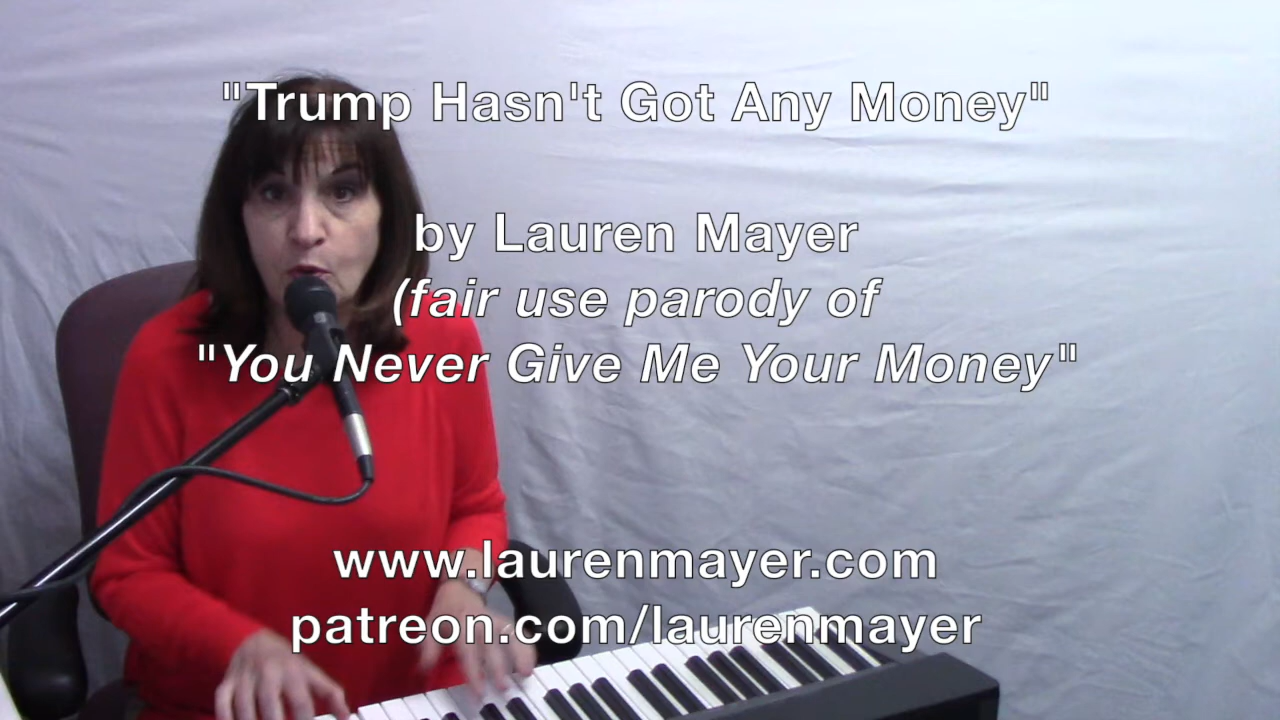 "Trump Hasn't Got Any Money"
by Lauren Mayer
(fair use parody of
"You Never Give Me Your Money"
www.laurenmayer.com
patreon.com/laurenmayer